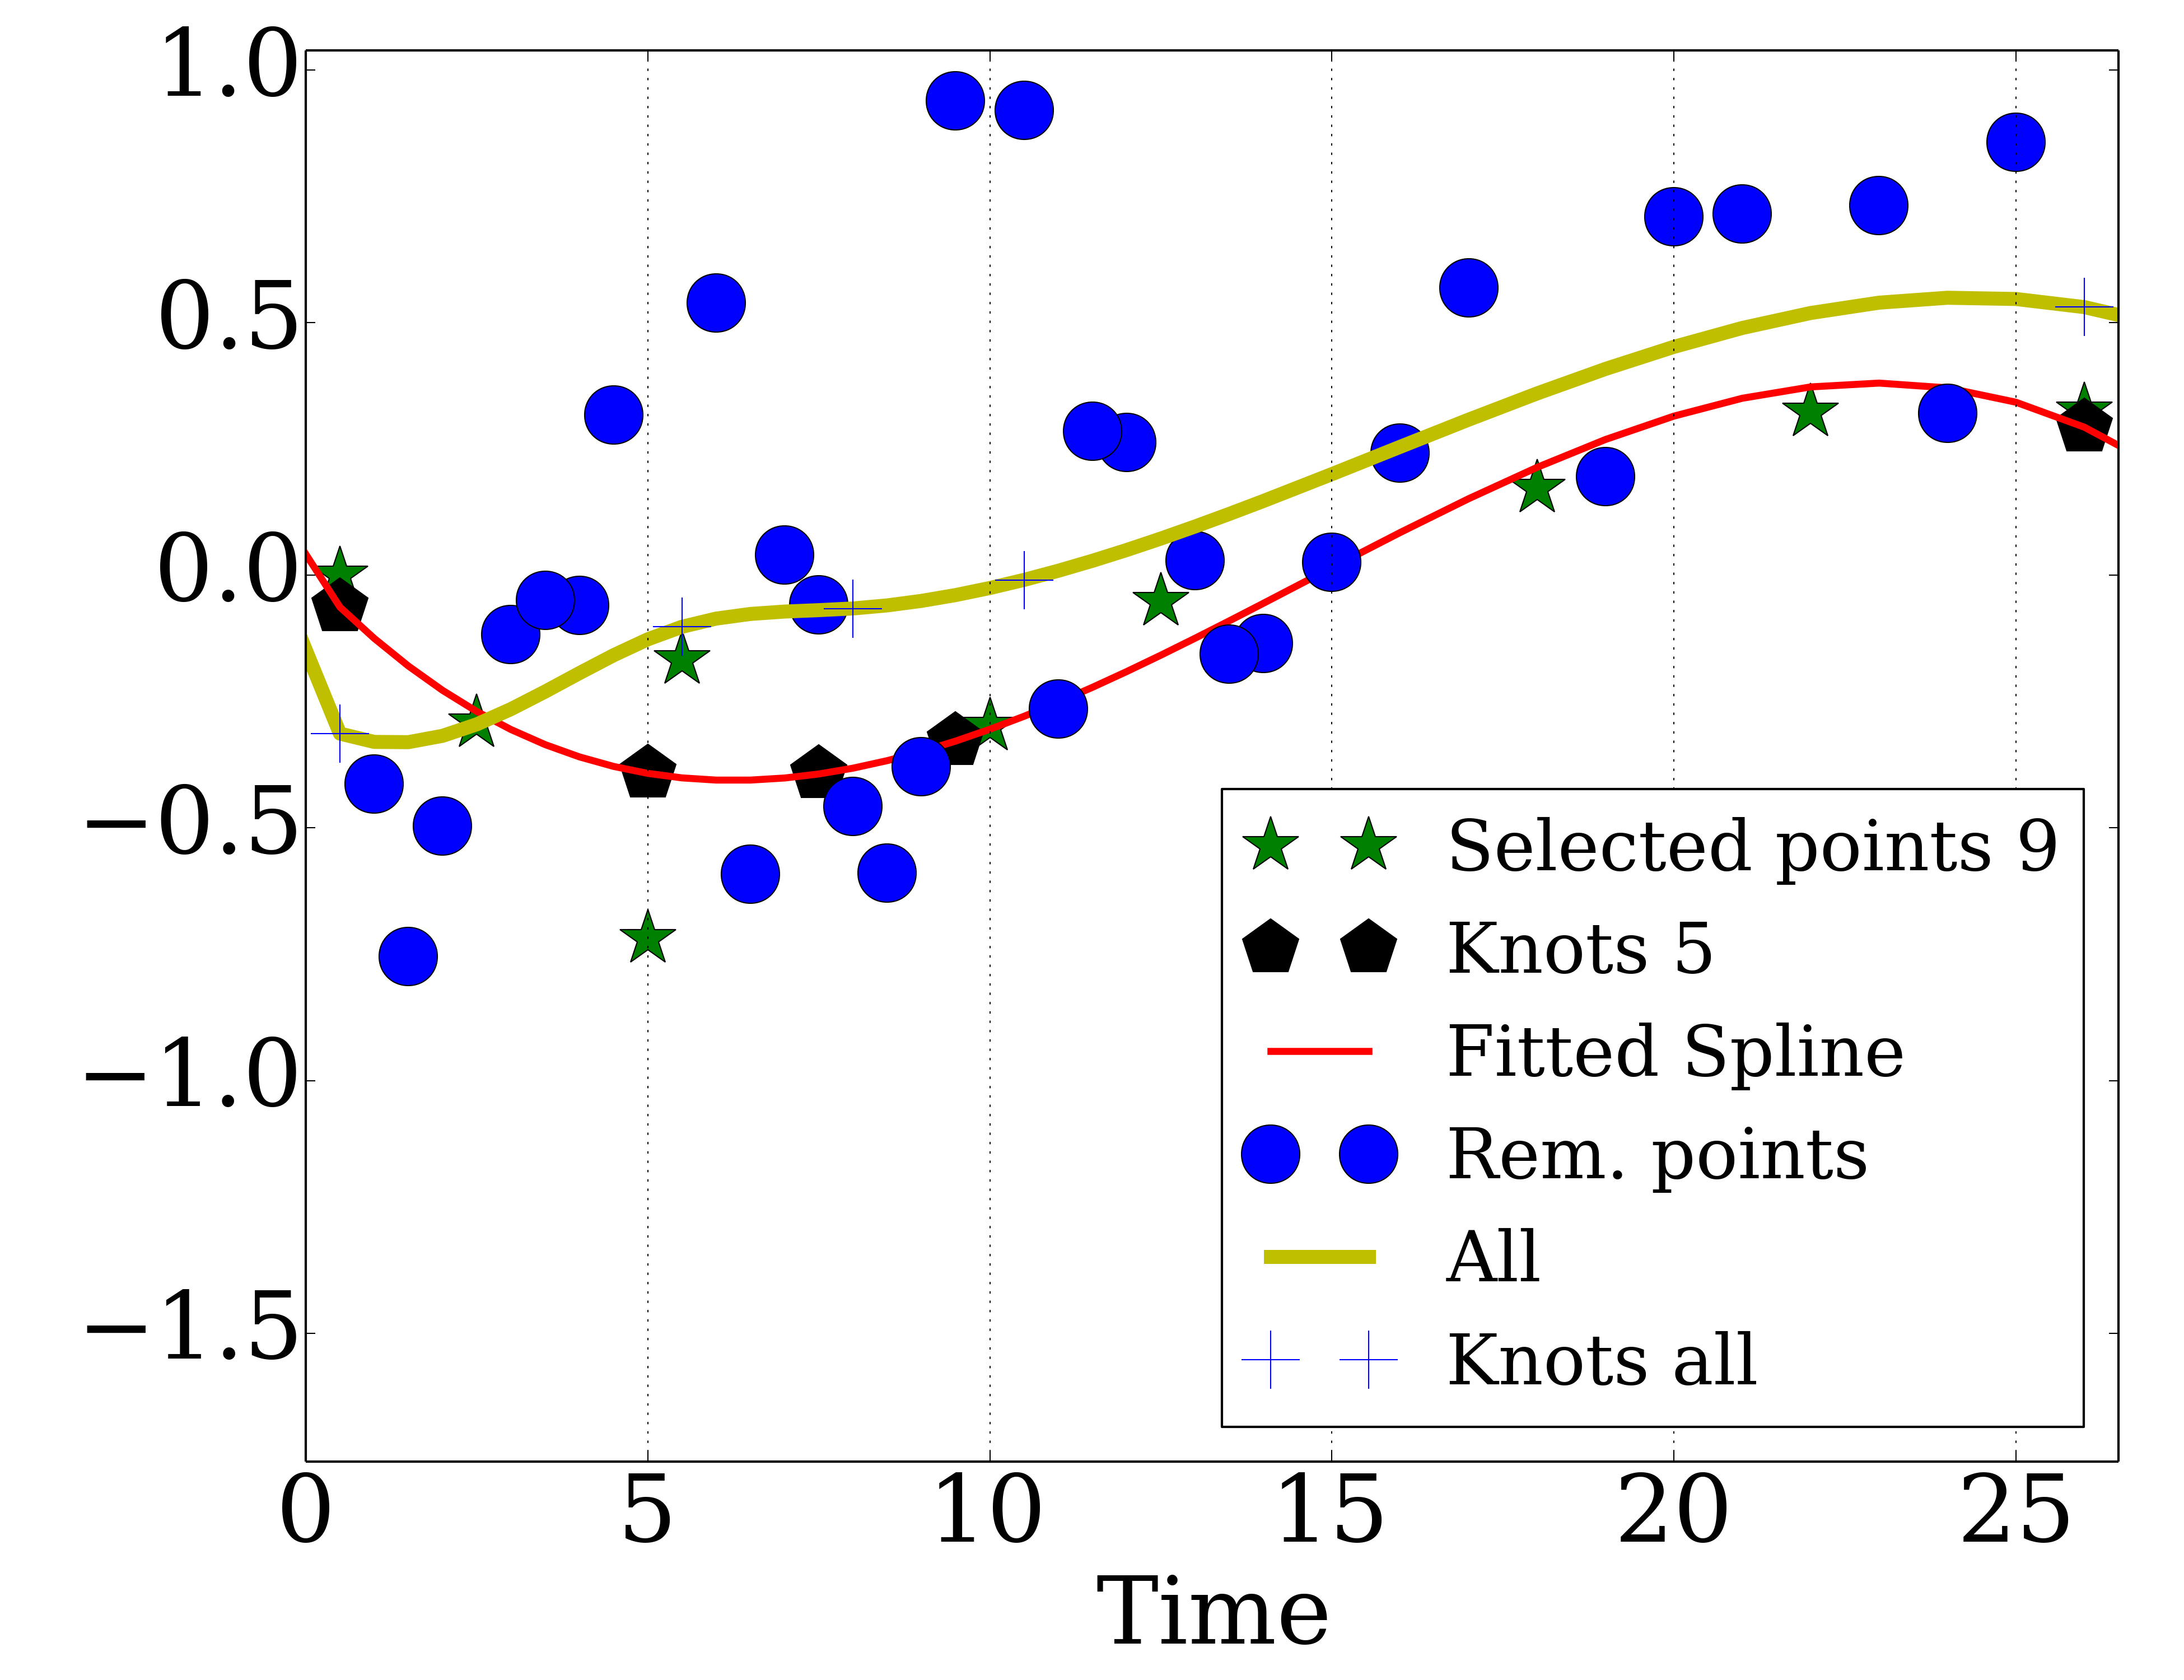 1.0
0.5
0.0
−0.5
−1.0
−1.5
0 5 10 15 20 25
Time
Selected points 9
Knots 5
Fitted Spline
Rem. points
All
Knots all